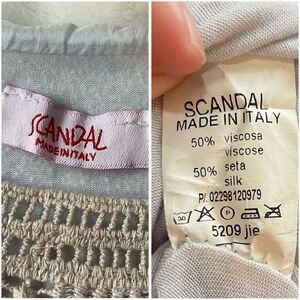 SCANDAL
MADE IN ITALY
SCANDAL
MADE IN ITALY
50% viscosa
viscose
50% seta
silk
P/. 02298120979
5209 jie